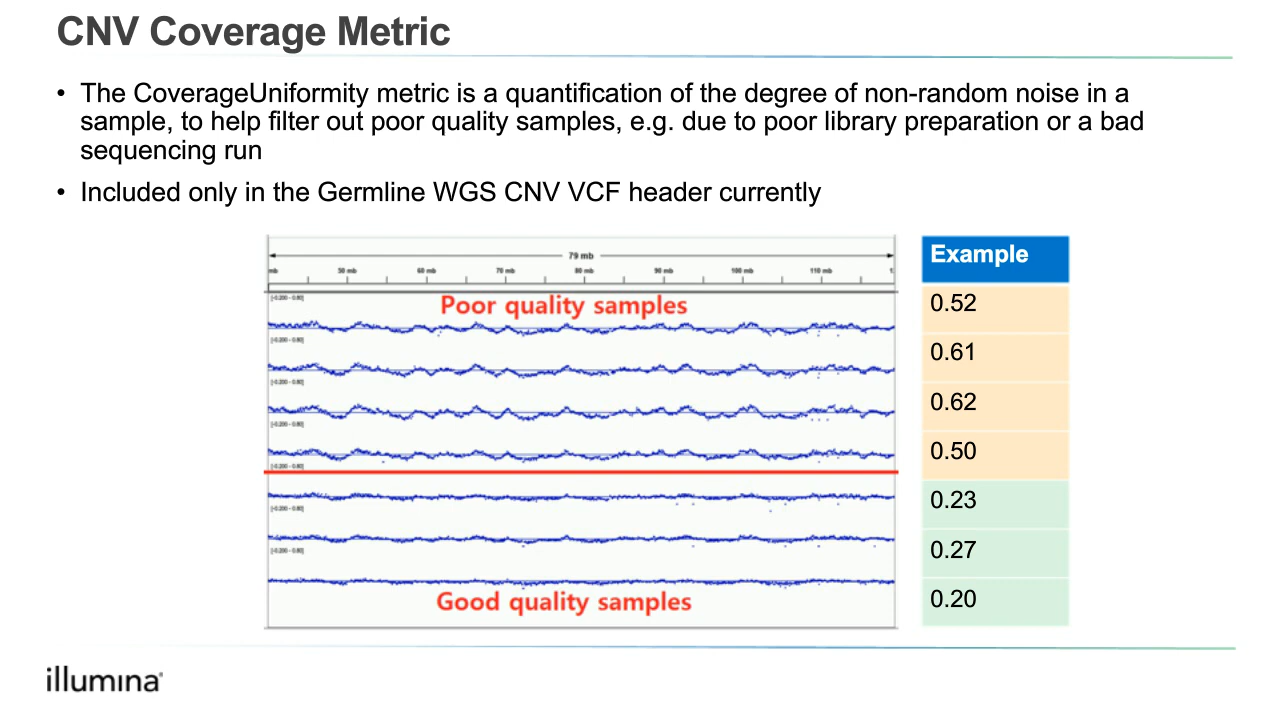 CNV Coverage Metric
• The CoverageUniformity metric is a quantification of the degree of non-random noise in a
sample, to help filter out poor quality samples, e.g. due to poor library preparation or a bad
sequencing run
• Included only in the Germline WGS CNV VCF header currently
79 mb
mb 50 mb 60 mb 70 mb 80 mb 90 mb 100 mb 110 mb
Poor quality samples
Good quality samples
Example
0.52
0.61
0.62
0.50
0.23
0.27
0.20
illumina